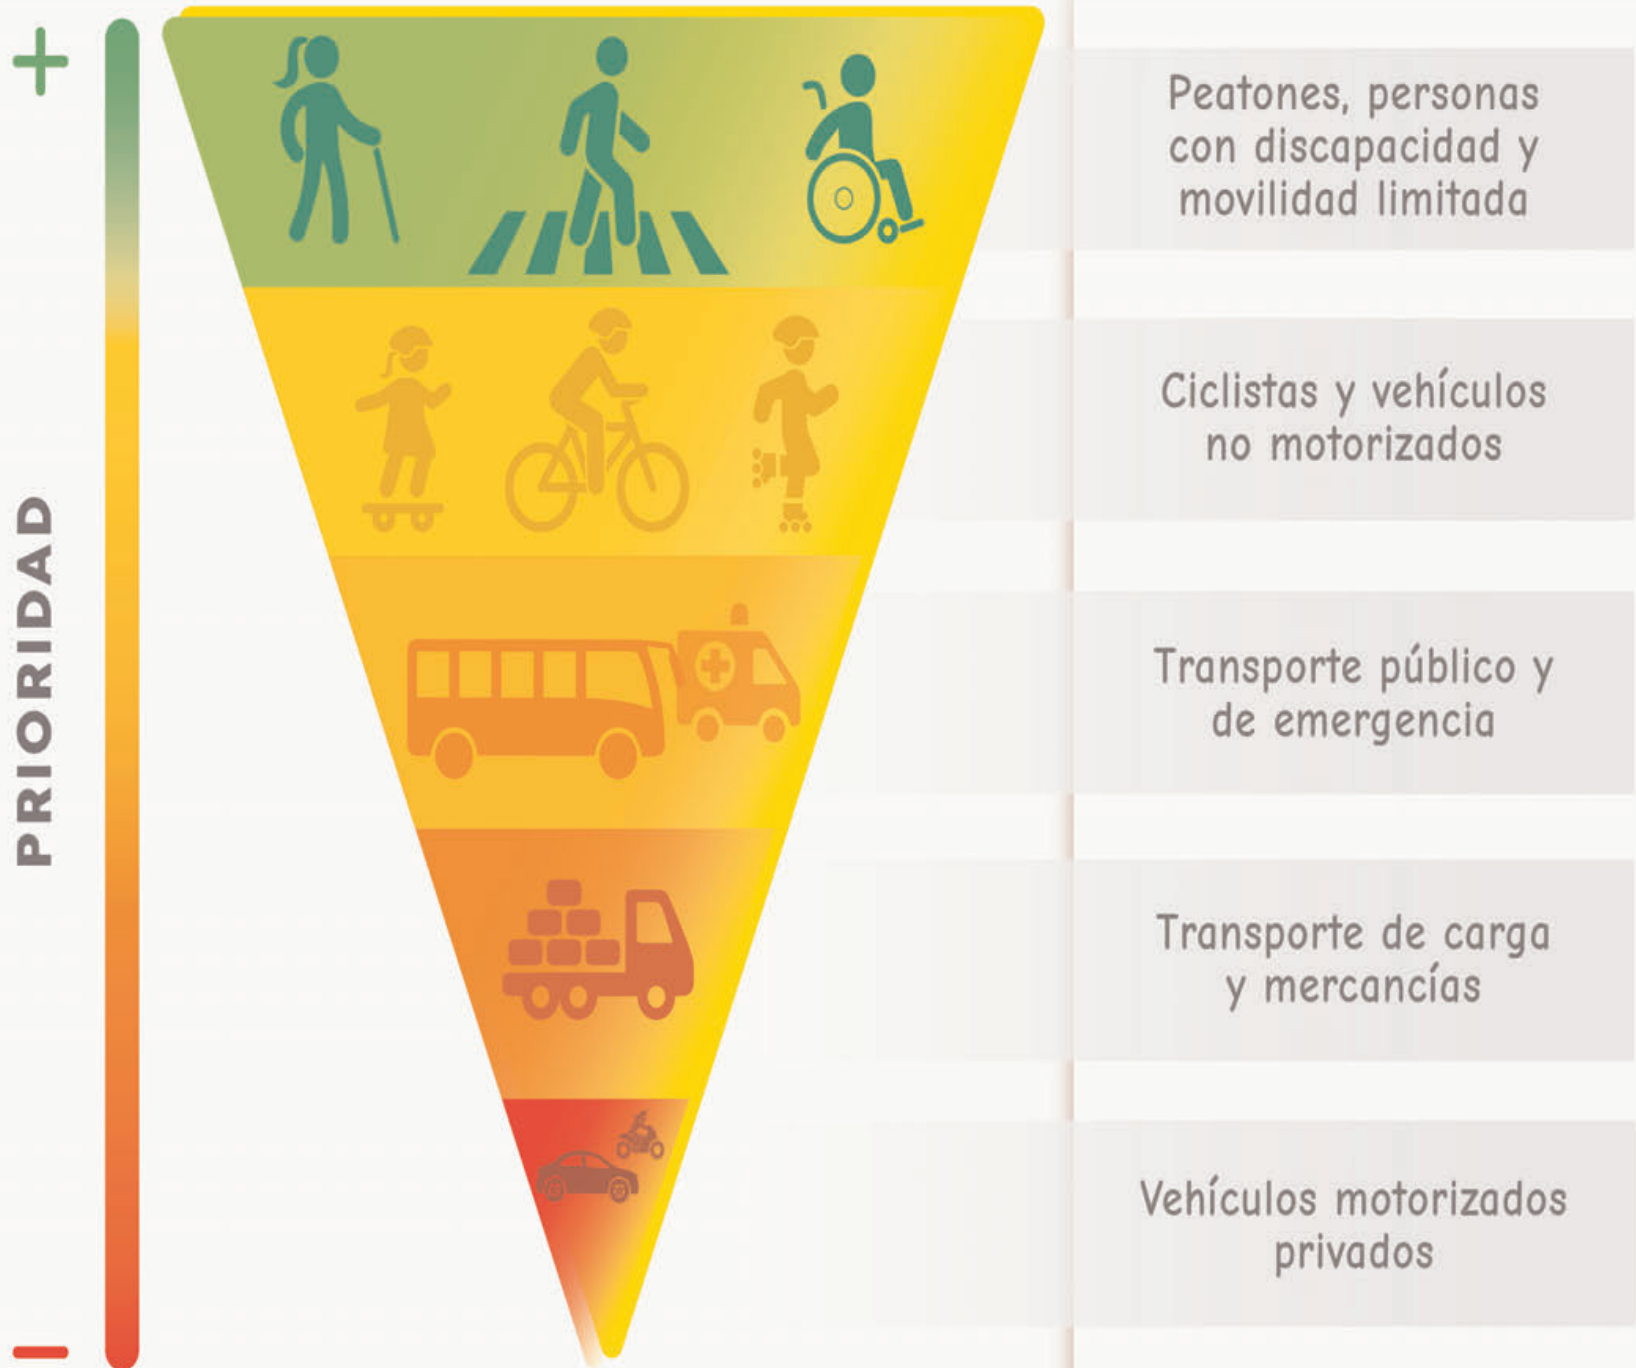 +
PRIORIDAD
Peatones, personas
con discapacidad y
movilidad limitada
Ciclistas y vehículos
no motorizados
Transporte público y
de emergencia
Transporte de carga
y mercancías
Vehículos motorizados
privados
-